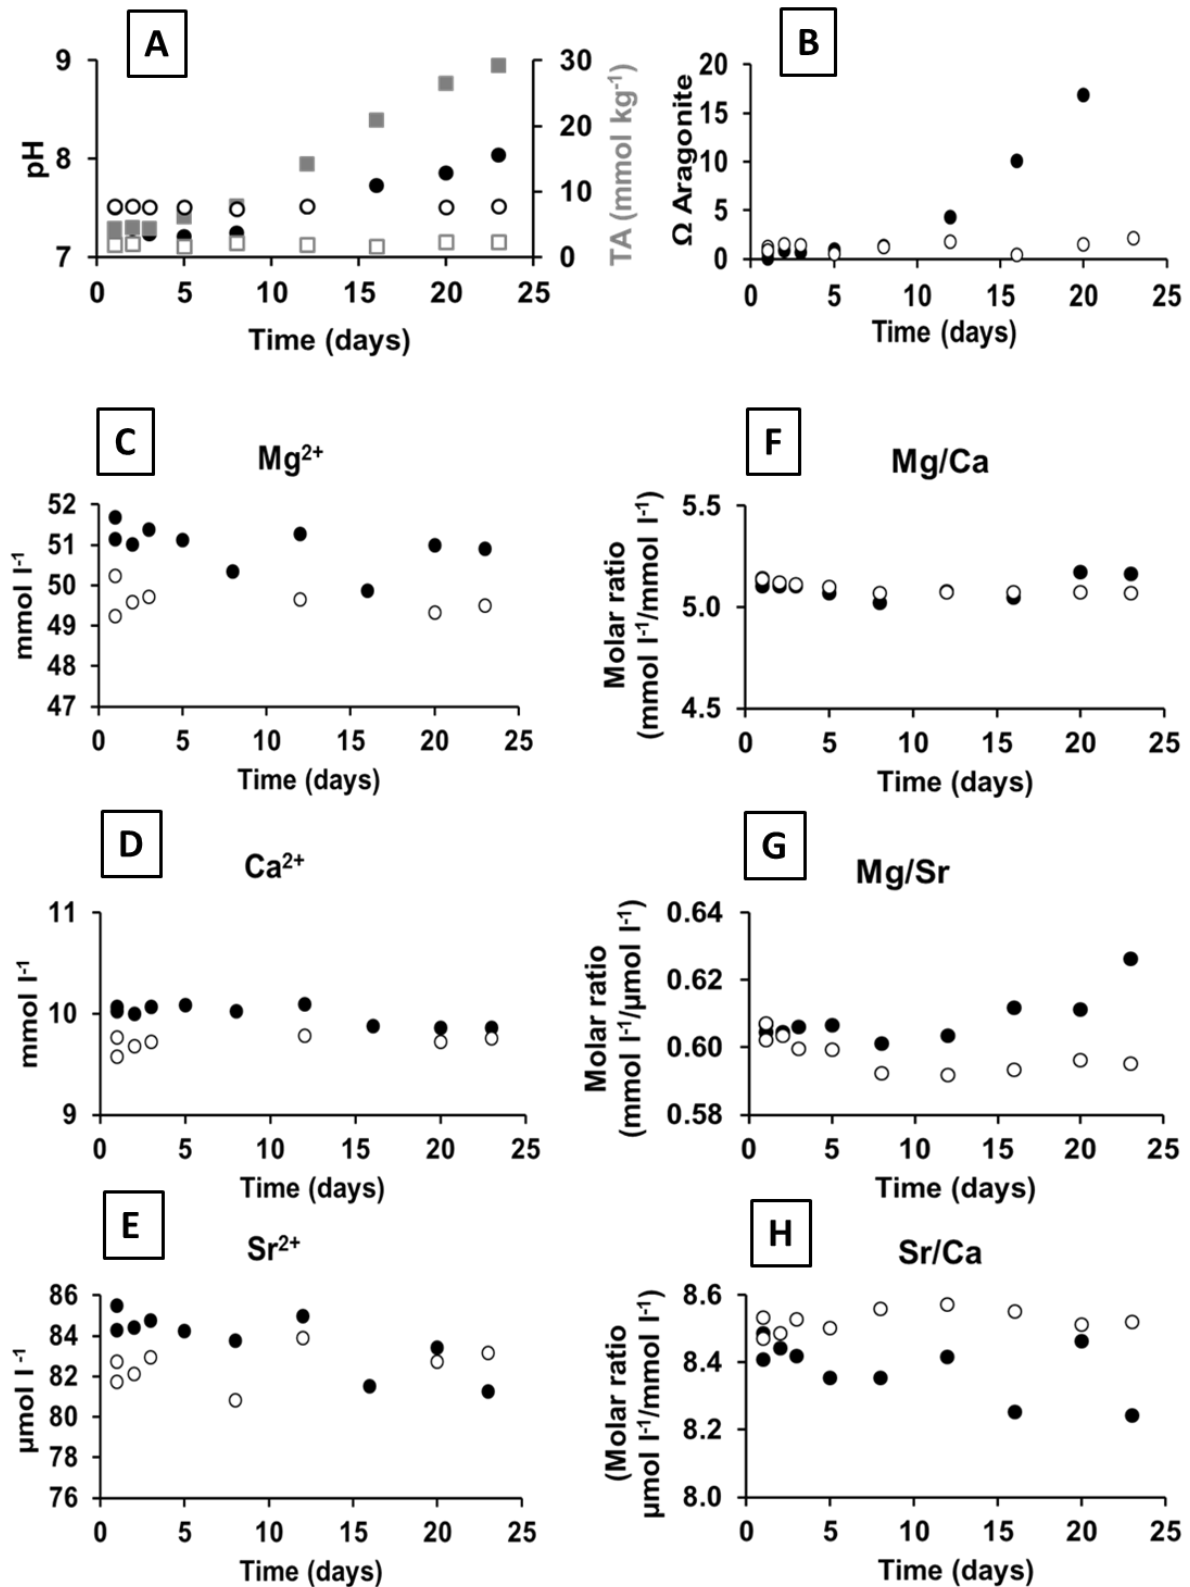 A
9
8
7
pH
30
20
10
0
TA (mmol kg-1)
0 5 10 15 20 25
Time (days)
B
20
15
10
5
0
Ω Aragonite
0 5 10 15 20 25
Time (days)
C
Mg2+
52
51
50
49
48
47
mmol l-1
0 5 10 15 20 25
Time (days)
F
Mg/Ca
5.5
5.0
4.5
Molar ratio
(mmol l-1/mmol l-1)
0 5 10 15 20 25
Time (days)
D
Ca2+
11
10
9
mmol l-1
0 5 10 15 20 25
Time (days)
G
Mg/Sr
0.64
0.62
0.60
0.58
Molar ratio
(mmol l-1/µmol l-1)
0 5 10 15 20 25
Time (days)
E
Sr2+
86
84
82
80
78
76
µmol l-1
0 5 10 15 20 25
Time (days)
H
Sr/Ca
8.6
8.4
8.2
8.0
(Molar ratio
µmol l-1/mmol l-1)
0 5 10 15 20 25
Time (days)